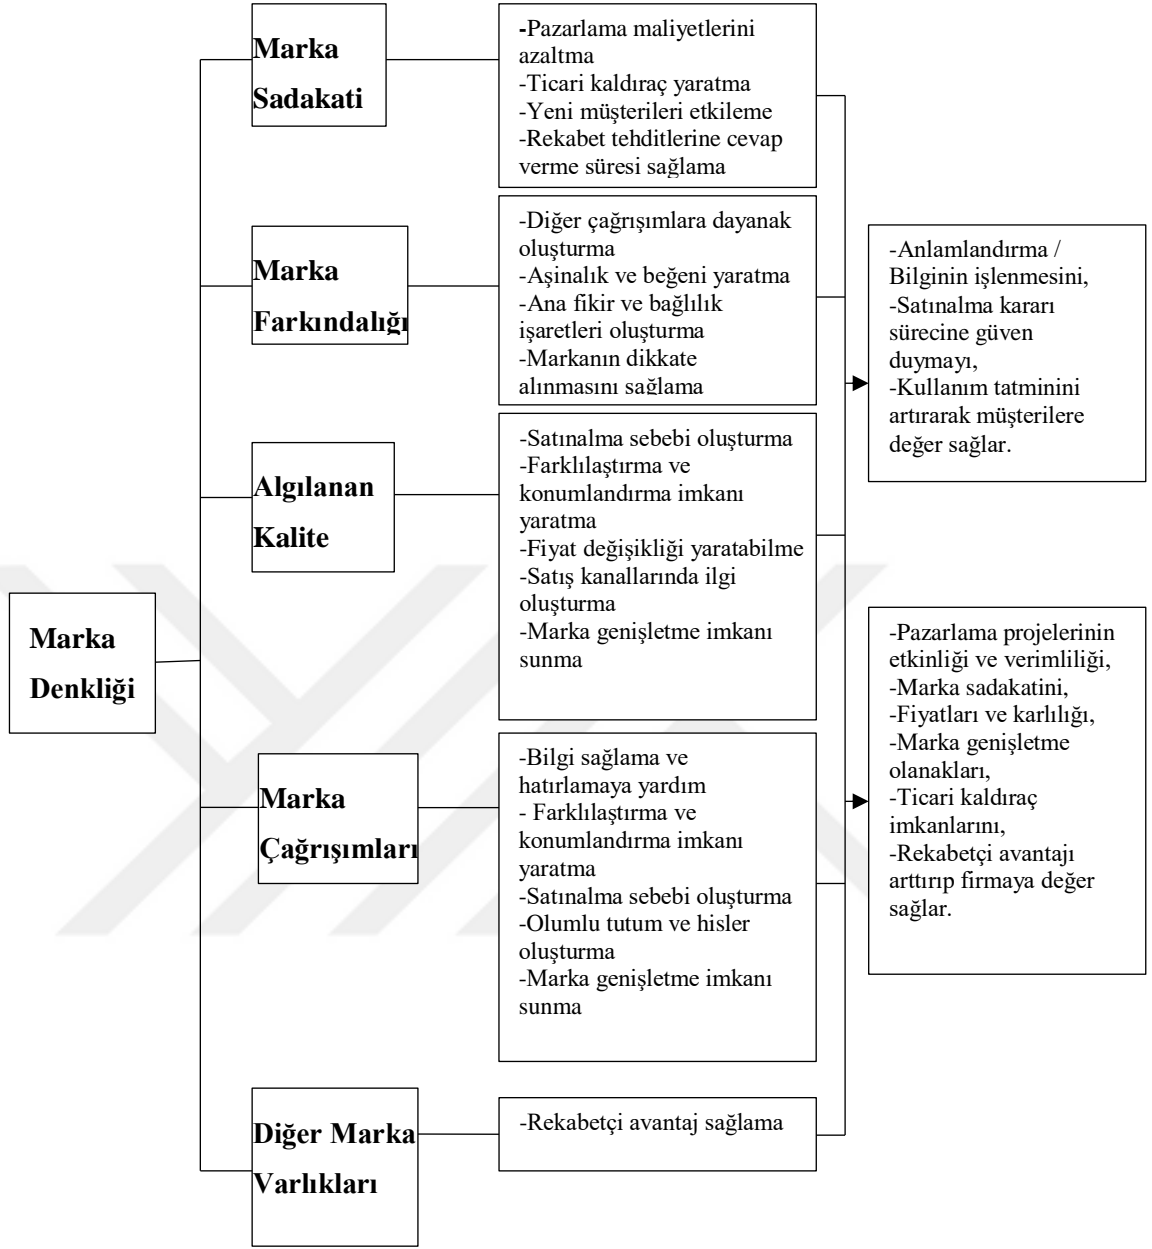 Marka
Denkliği
Marka
Sadakati
-Pazarlama maliyetlerini
azaltma
-Ticari kaldıraç yaratma
-Yeni müşterileri etkileme
-Rekabet tehditlerine cevap
verme süresi sağlama
Marka
Farkındalığı
-Diğer çağrışımlara dayanak
oluşturma
-Aşinalık ve beğeni yaratma
-Ana fikir ve bağlılık
işaretleri oluşturma
-Markanın dikkate
alınmasını sağlama
Algılanan
Kalite
-Satınalma sebebi oluşturma
-Farklılaştırma ve
konumlandırma imkanı
yaratma
-Fiyat değişikliği yaratabilme
-Satış kanallarında ilgi
oluşturma
-Marka genişletme imkanı
sunma
Marka
Çağrışımları
-Bilgi sağlama ve
hatırlamaya yardım
- Farklılaştırma ve
konumlandırma imkanı
yaratma
-Satınalma sebebi oluşturma
-Olumlu tutum ve hisler
oluşturma
-Marka genişletme imkanı
sunma
Diğer Marka
Varlıkları
-Rekabetçi avantaj sağlama
-Anlamlandırma /
Bilginin işlenmesini,
-Satınalma kararı
sürecine güven
duymayı,
-Kullanım tatminini
artırarak müşterilere
değer sağlar.
-Pazarlama projelerinin
etkinliği ve verimliliği,
-Marka sadakatini,
-Fiyatları ve karlılığı,
-Marka genişletme
olanakları,
-Ticari kaldıraç
imkanlarını,
-Rekabetçi avantajı
arttırıp firmaya değer
sağlar.